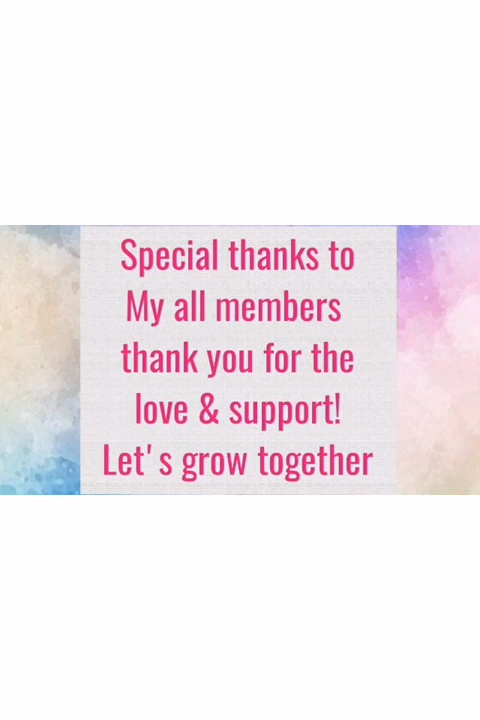 Special thanks to
My all members
thank you for the
love & support!
Let's grow together